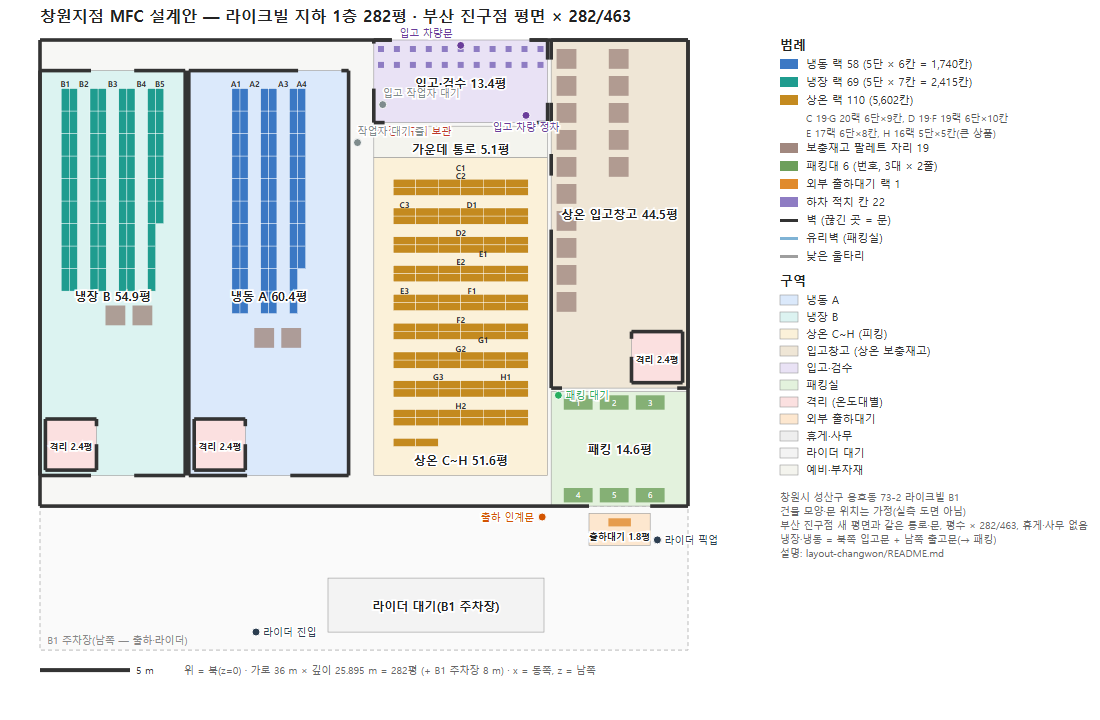 창원지점 MFC 설계안 — 라이크빌 지하 1층 282평 · 부산 진구점 평면 × 282/463
입고 차량문
입고·검수 13.4평
입고 작업자 대기
입고 차량 정차
가운데 통로 5.1평
B1 B2 B3 B4 B5
A1 A2 A3 A4
냉장 B 54.9평
냉동 A 60.4평
격리 2.4평
격리 2.4평
C1
C2
C3 D1
D2
E1
E2
E3 F1
F2
G1
G2
G3 H1
H2
상온 C~H 51.6평
상온 입고창고 44.5평
격리 2.4평
패킹 대기
1 2 3
패킹 14.6평
4 5 6
출하 인계문
출하대기 1.8평
라이더 픽업
라이더 대기(B1 주차장)
라이더 진입
B1 주차장(남쪽 — 출하·라이더)
5 m
위 = 북(z=0) · 가로 36 m × 깊이 25.895 m = 282평 (+ B1 주차장 8 m) · x = 동쪽, z = 남쪽
범례
냉동 랙 58 (5단 × 6칸 = 1,740칸)
냉장 랙 69 (5단 × 7칸 = 2,415칸)
상온 랙 110 (5,602칸)
C 19·G 20랙 6단×9칸, D 19·F 19랙 6단×10칸
E 17랙 6단×8칸, H 16랙 5단×5칸(큰 상품)
보충재고 팔레트 자리 19
패킹대 6 (번호, 3대 × 2줄)
외부 출하대기 랙 1
하차 적치 칸 22
벽 (끊긴 곳 = 문)
유리벽 (패킹실)
낮은 울타리
구역
냉동 A
냉장 B
상온 C~H (피킹)
입고창고 (상온 보충재고)
입고·검수
패킹실
격리 (온도대별)
외부 출하대기
휴게·사무
라이더 대기
예비·부자재
창원시 성산구 용호동 73-2 라이크빌 B1
건물 모양·문 위치는 가정(실측 도면 아님)
부산 진구점 새 평면과 같은 통로·문, 평수 × 282/463, 휴게·사무 없음
냉장·냉동 = 북쪽 입고문 + 남쪽 출고문(→ 패킹)
설명: layout-changwon/README.md